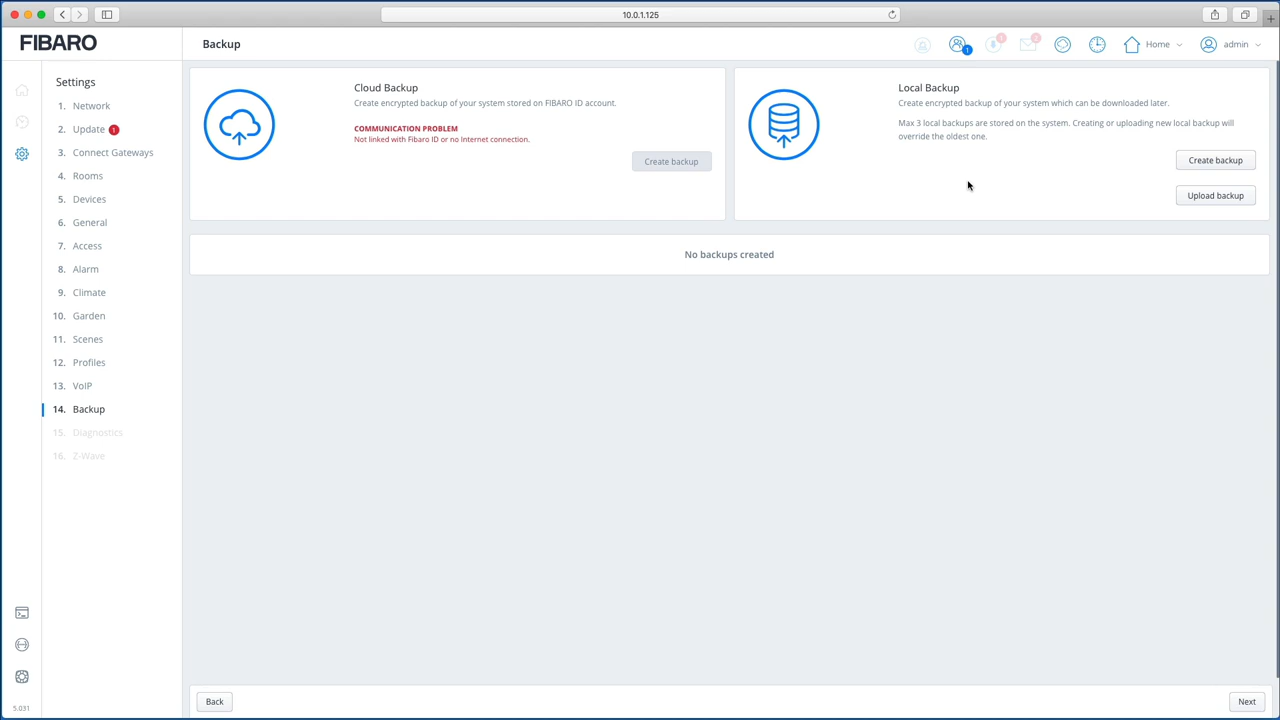 10.0.1.125
FIBARO
Backup
1
1
2
Home
admin
Settings
1. Network
2. Update 1
3. Connect Gateways
4. Rooms
5. Devices
6. General
7. Access
8. Alarm
9. Climate
10. Garden
11. Scenes
12. Profiles
13. VoIP
14. Backup
15. Diagnostics
16. Z-Wave
5.031
Cloud Backup
Create encrypted backup of your system stored on FIBARO ID account.
COMMUNICATION PROBLEM
Not linked with Fibaro ID or no Internet connection.
Create backup
Local Backup
Create encrypted backup of your system which can be downloaded later.
Max 3 local backups are stored on the system. Creating or uploading new local backup will
override the oldest one.
Create backup
Upload backup
No backups created
Back
Next